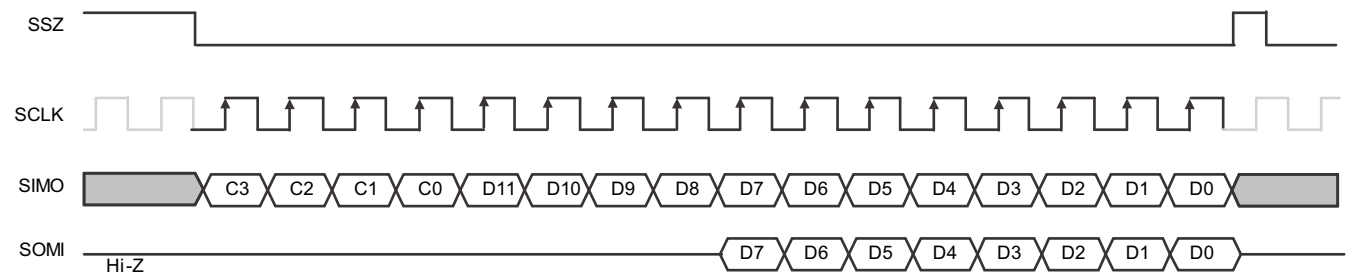 SSZ
SCLK
SIMO C3 C2 C1 C0 D11 D10 D9 D8 D7 D6 D5 D4 D3 D2 D1 D0
SOMI Hi-Z D7 D6 D5 D4 D3 D2 D1 D0